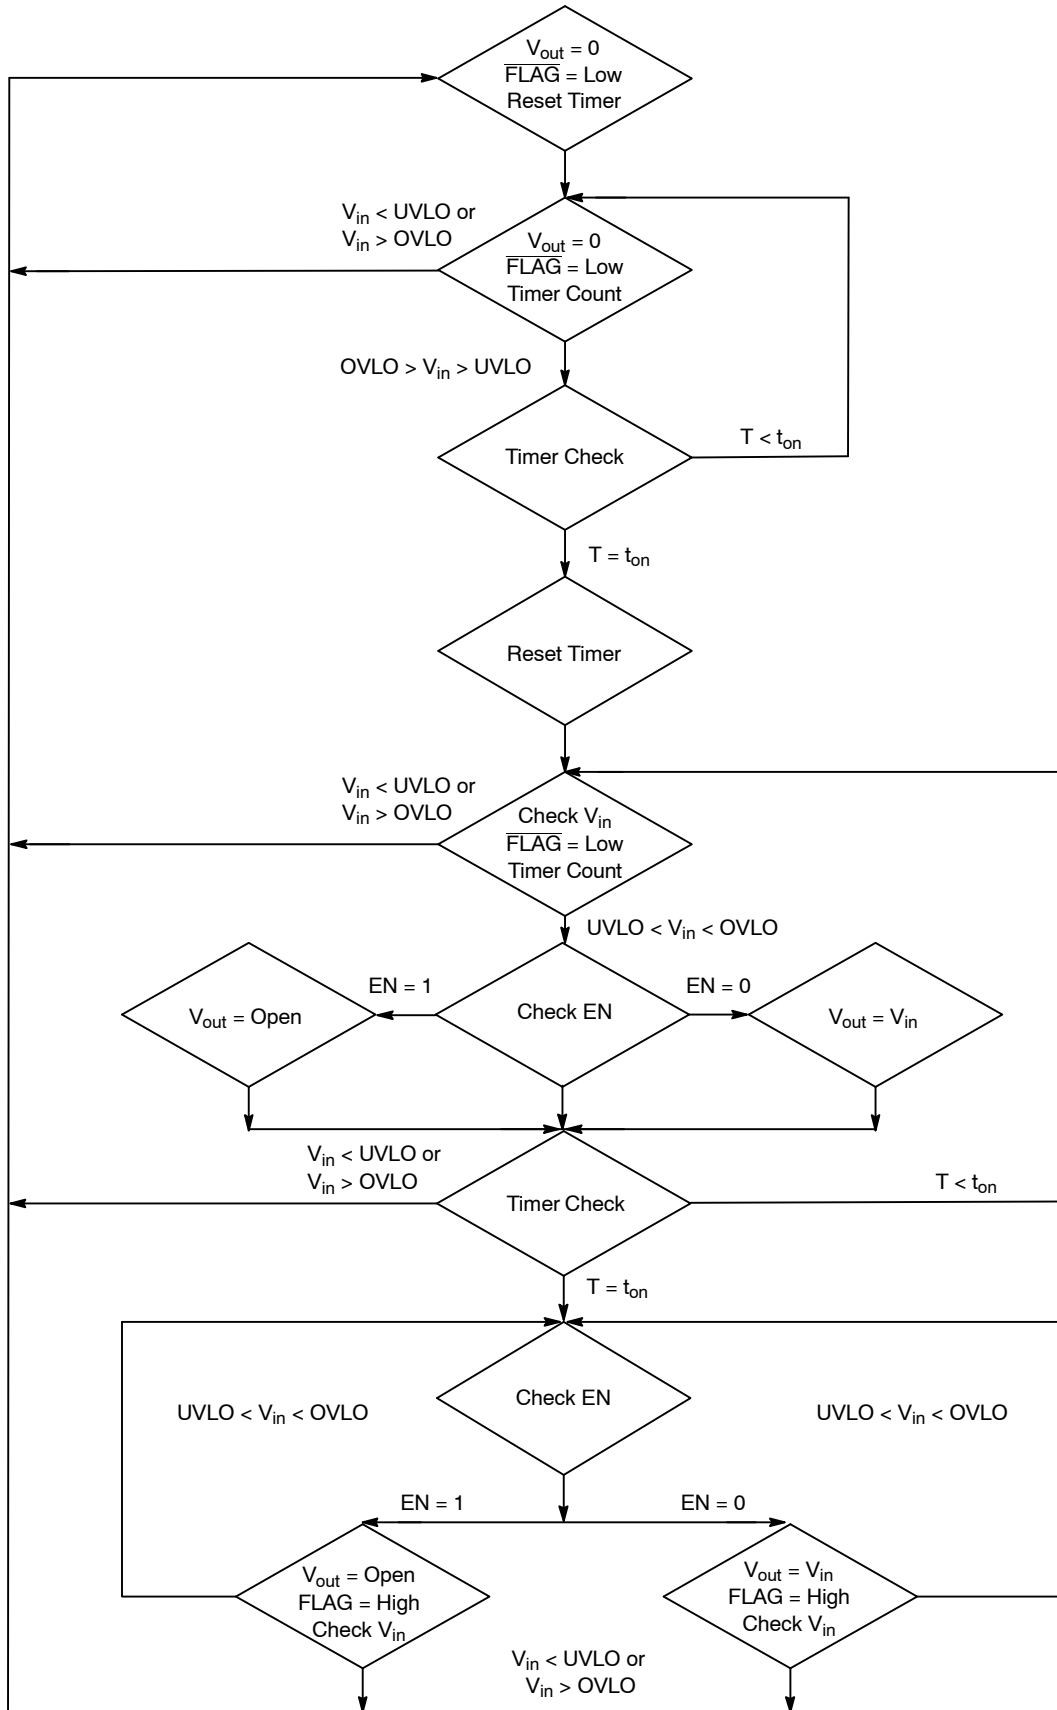 Vout = 0
FLAG = Low
Reset Timer
Vin < UVLO or
Vin > OVLO
Vout = 0
FLAG = Low
Timer Count
OVLO > Vin > UVLO
Timer Check
T < ton
T = ton
Reset Timer
Vin < UVLO or
Vin > OVLO
Check Vin
FLAG = Low
Timer Count
UVLO < Vin < OVLO
EN = 1
EN = 0
Vout = Open
Check EN
Vout = Vin
Vin < UVLO or
Vin > OVLO
Timer Check
T < ton
T = ton
Check EN
UVLO < Vin < OVLO
UVLO < Vin < OVLO
EN = 1
EN = 0
Vout = Open
FLAG = High
Check Vin
Vout = Vin
FLAG = High
Check Vin
Vin < UVLO or
Vin > OVLO